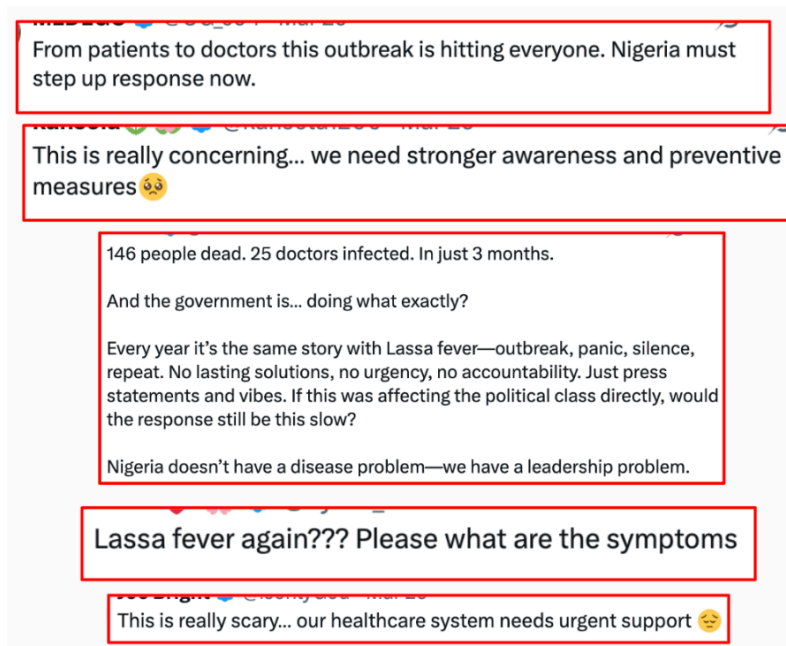 From patients to doctors this outbreak is hitting everyone. Nigeria must
step up response now.
This is really concerning... we need stronger awareness and preventive
measures🥺
146 people dead. 25 doctors infected. In just 3 months.
And the government is... doing what exactly?
Every year it's the same story with Lassa fever—outbreak, panic, silence,
repeat. No lasting solutions, no urgency, no accountability. Just press
statements and vibes. If this was affecting the political class directly, would
the response still be this slow?
Nigeria doesn't have a disease problem—we have a leadership problem.
Lassa fever again??? Please what are the symptoms
This is really scary... our healthcare system needs urgent support 😔